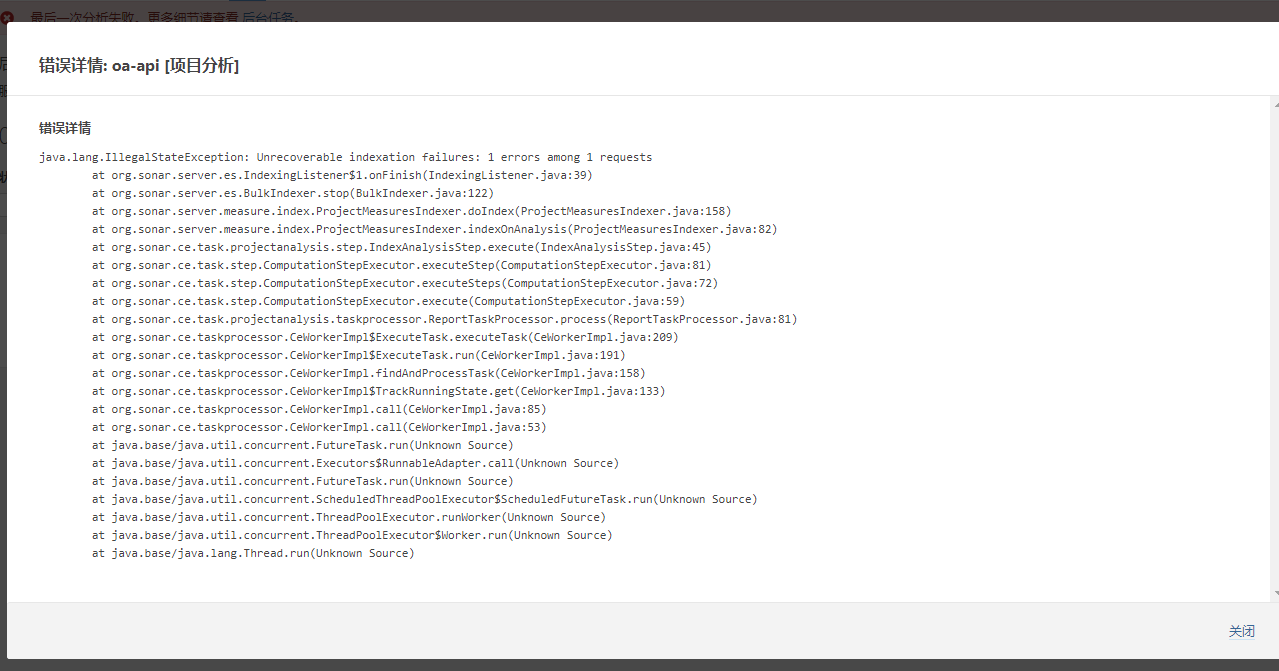 最后一次分析失败，更多细节请查看 后台任务。
错误详情: oa-api [项目分析]
错误详情
java.lang.IllegalStateException: Unrecoverable indexation failures: 1 errors among 1 requests
at org.sonar.server.es.IndexingListener$1.onFinish(IndexingListener.java:39)
at org.sonar.server.es.BulkIndexer.stop(BulkIndexer.java:122)
at org.sonar.server.measure.index.ProjectMeasuresIndexer.doIndex(ProjectMeasuresIndexer.java:158)
at org.sonar.server.measure.index.ProjectMeasuresIndexer.indexOnAnalysis(ProjectMeasuresIndexer.java:82)
at org.sonar.ce.task.projectanalysis.step.IndexAnalysisStep.execute(IndexAnalysisStep.java:45)
at org.sonar.ce.task.step.ComputationStepExecutor.executeStep(ComputationStepExecutor.java:81)
at org.sonar.ce.task.step.ComputationStepExecutor.executeSteps(ComputationStepExecutor.java:72)
at org.sonar.ce.task.step.ComputationStepExecutor.execute(ComputationStepExecutor.java:59)
at org.sonar.ce.task.projectanalysis.taskprocessor.ReportTaskProcessor.process(ReportTaskProcessor.java:81)
at org.sonar.ce.taskprocessor.CeWorkerImpl$ExecuteTask.executeTask(CeWorkerImpl.java:209)
at org.sonar.ce.taskprocessor.CeWorkerImpl$ExecuteTask.run(CeWorkerImpl.java:191)
at org.sonar.ce.taskprocessor.CeWorkerImpl.findAndProcessTask(CeWorkerImpl.java:158)
at org.sonar.ce.taskprocessor.CeWorkerImpl$TrackRunningState.get(CeWorkerImpl.java:133)
at org.sonar.ce.taskprocessor.CeWorkerImpl.call(CeWorkerImpl.java:85)
at org.sonar.ce.taskprocessor.CeWorkerImpl.call(CeWorkerImpl.java:53)
at java.base/java.util.concurrent.FutureTask.run(Unknown Source)
at java.base/java.util.concurrent.Executors$RunnableAdapter.call(Unknown Source)
at java.base/java.util.concurrent.FutureTask.run(Unknown Source)
at java.base/java.util.concurrent.ScheduledThreadPoolExecutor$ScheduledFutureTask.run(Unknown Source)
at java.base/java.util.concurrent.ThreadPoolExecutor.runWorker(Unknown Source)
at java.base/java.util.concurrent.ThreadPoolExecutor$Worker.run(Unknown Source)
at java.base/java.lang.Thread.run(Unknown Source)
关闭